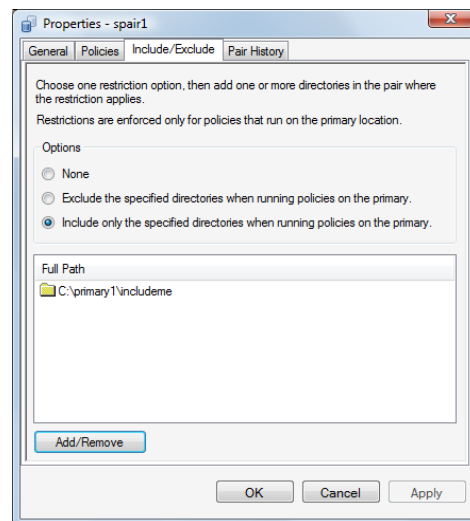 Properties - spair1
General Policies Include/Exclude Pair History
Choose one restriction option, then add one or more directories in the pair where
the restriction applies.
Restrictions are enforced only for policies that run on the primary location.
Options
None
Exclude the specified directories when running policies on the primary.
Include only the specified directories when running policies on the primary.
Full Path
C:\primary1\includeme
Add/Remove
OK Cancel Apply